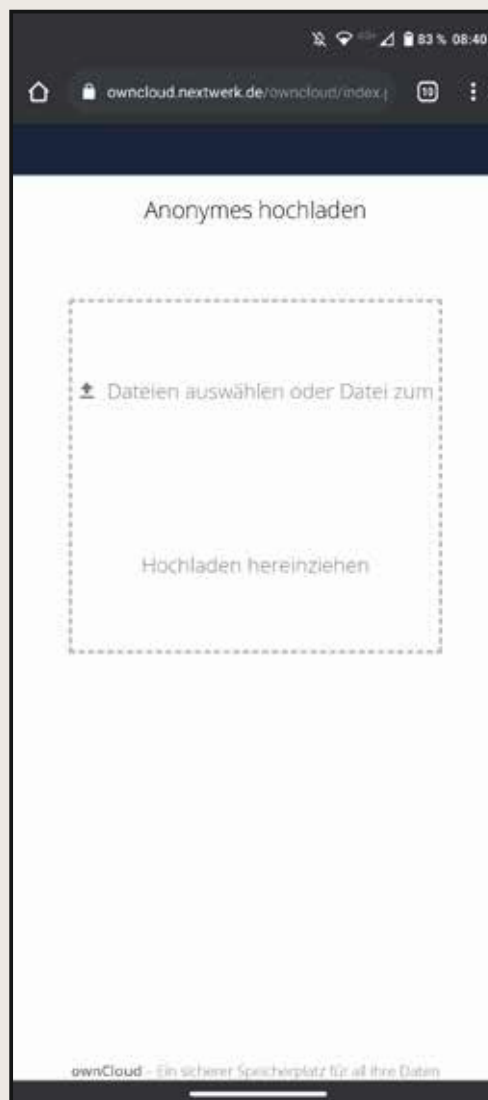 83 % 08:40
owncloud.nextwerk.de/owncloud/index.p
10
Anonymes hochladen
Dateien auswählen oder Datei zum
Hochladen hereinziehen
ownCloud – Ein sicherer Speicherplatz für all Ihre Daten